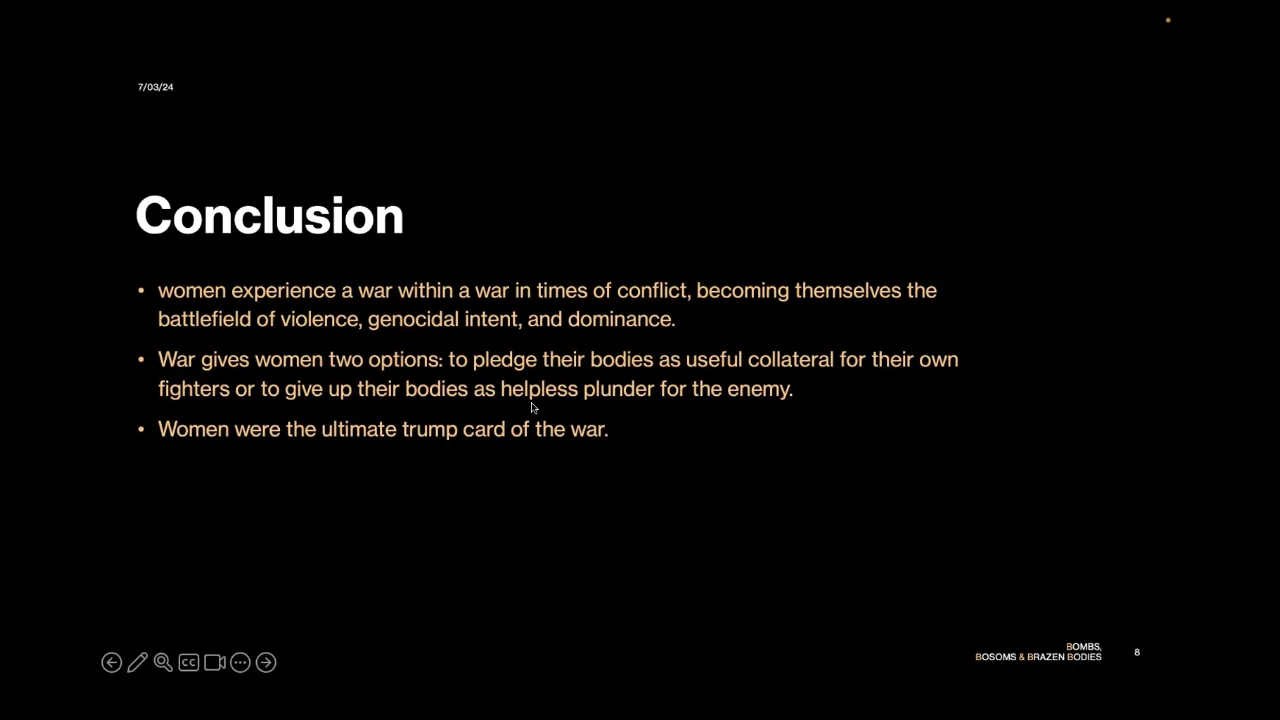 7/03/24
Conclusion
• women experience a war within a war in times of conflict, becoming themselves the
battlefield of violence, genocidal intent, and dominance.
• War gives women two options: to pledge their bodies as useful collateral for their own
fighters or to give up their bodies as helpless plunder for the enemy.
• Women were the ultimate trump card of the war.
CC
BOMBS,
BOSOMS & BRAZEN BODIES
8